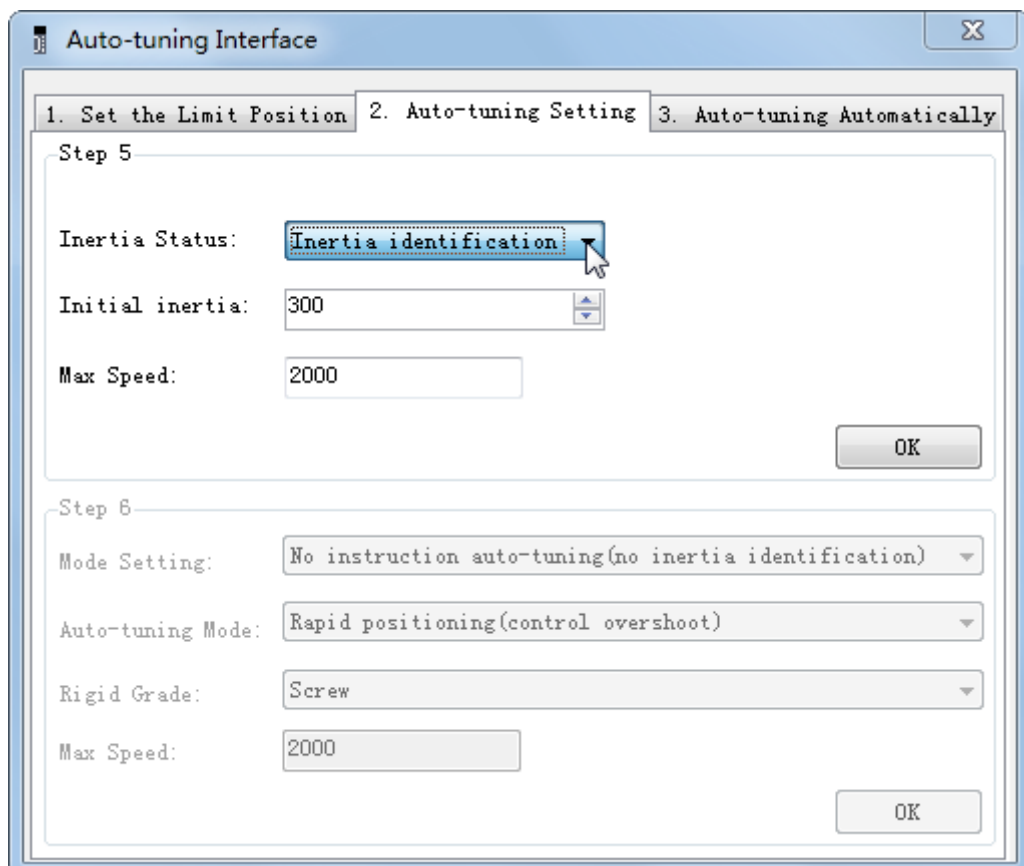 Auto-tuning Interface
1. Set the Limit Position 2. Auto-tuning Setting 3. Auto-tuning Automatically
Step 5
Inertia Status: Inertia identification
Initial inertia: 300
Max Speed: 2000
OK
Step 6
Mode Setting: No instruction auto-tuning(no inertia identification)
Auto-tuning Mode: Rapid positioning(control overshoot)
Rigid Grade: Screw
Max Speed: 2000
OK